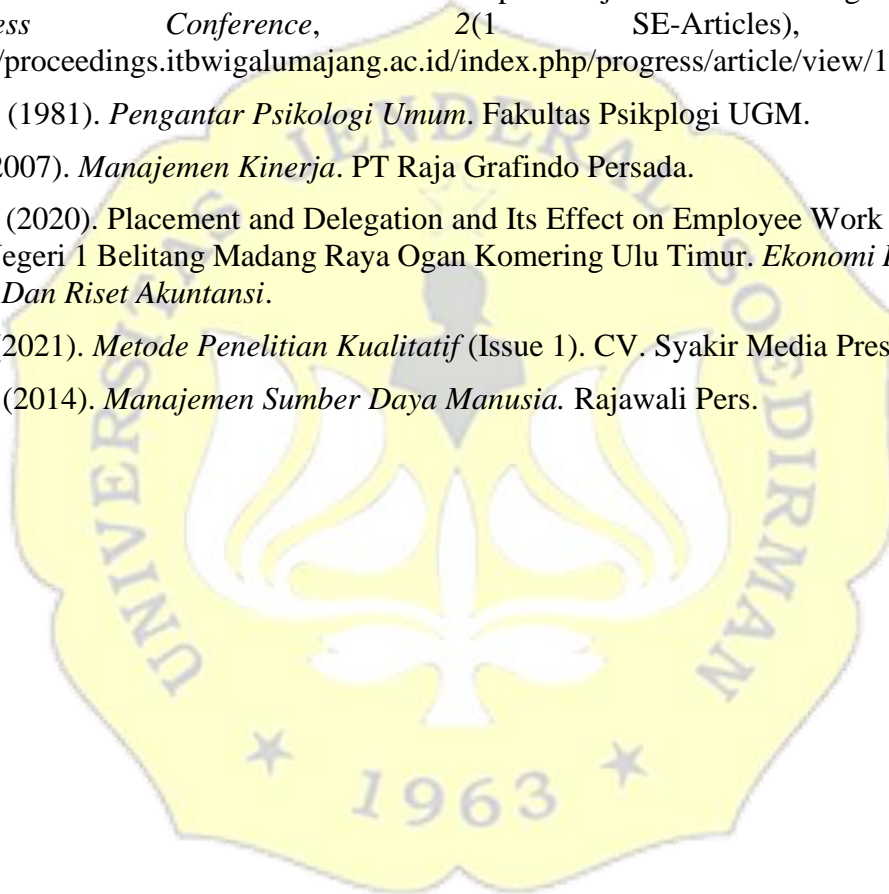 ess Conference, 2(1 SE-Articles),
/proceedings.itbwigalumajang.ac.id/index.php/progress/article/view/1
(1981). Pengantar Psikologi Umum. Fakultas Psikplogi UGM.
2007). Manajemen Kinerja. PT Raja Grafindo Persada.
(2020). Placement and Delegation and Its Effect on Employee Work
Negeri 1 Belitang Madang Raya Ogan Komering Ulu Timur. Ekonomi
Dan Riset Akuntansi.
2021). Metode Penelitian Kualitatif (Issue 1). CV. Syakir Media Pres
(2014). Manajemen Sumber Daya Manusia. Rajawali Pers.
UNIVERSITAS JENDERAL SOEDIRMAN
1963